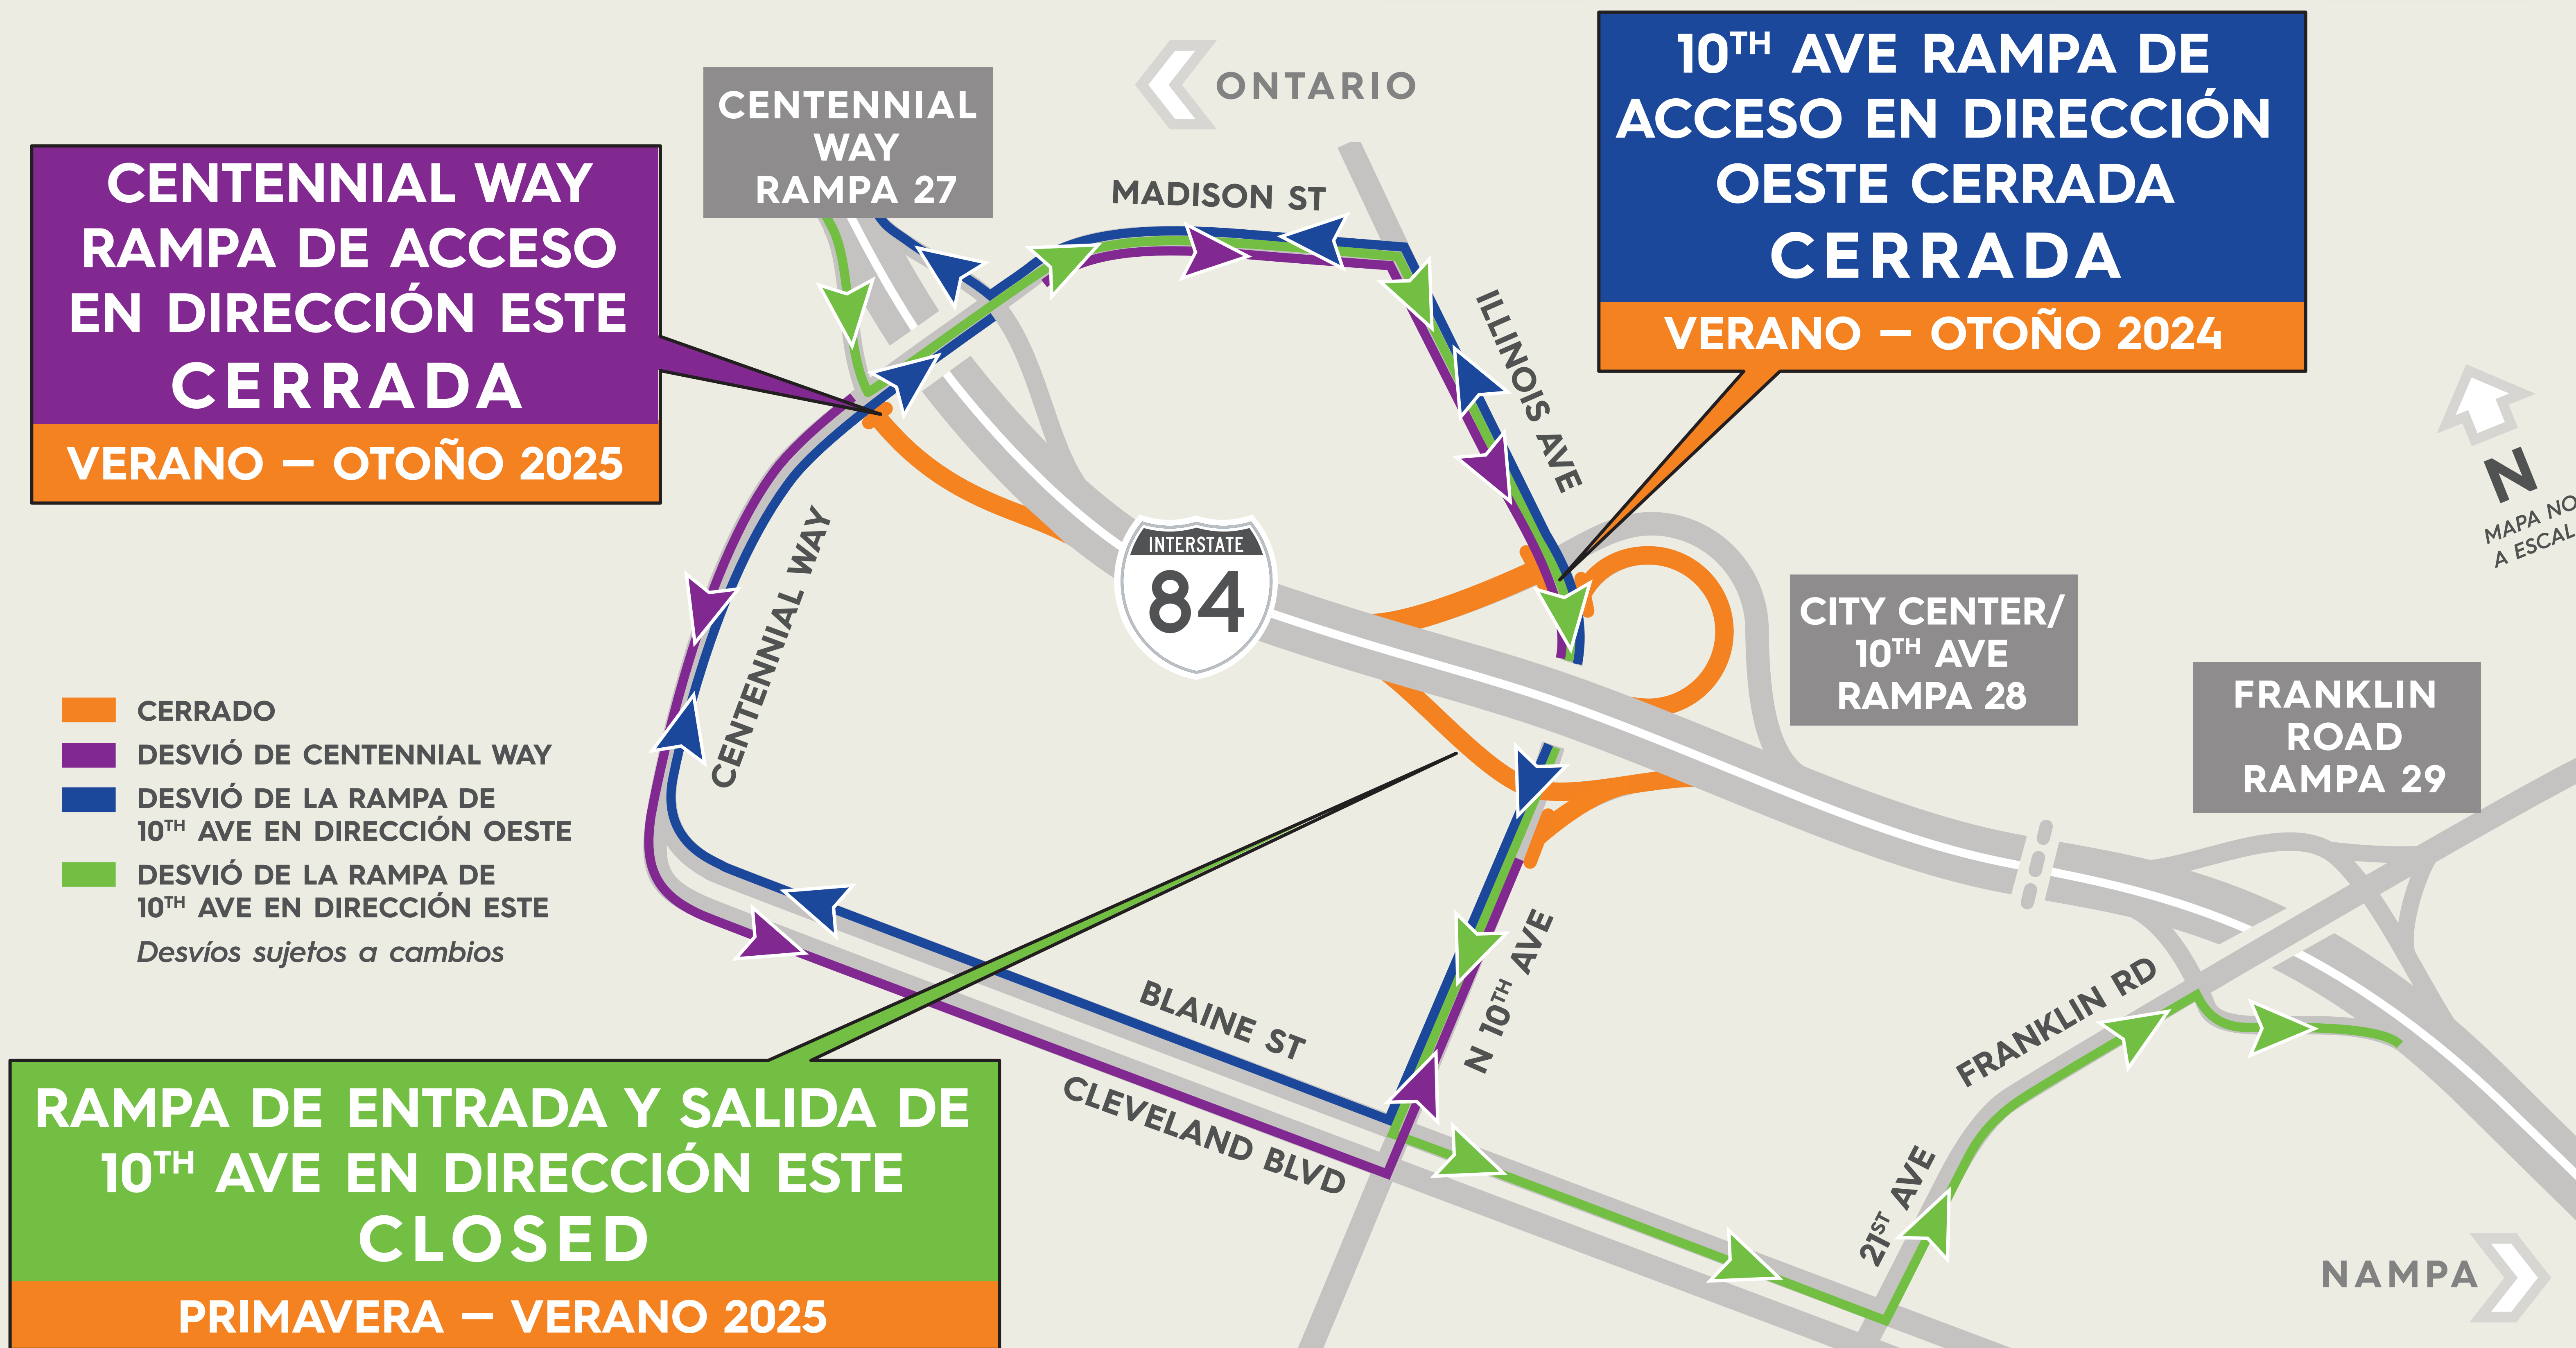 CENTENNIAL WAY
RAMPA DE ACCESO
EN DIRECCIÓN ESTE
CERRADA
VERANO — OTOÑO 2025
CENTENNIAL
WAY
RAMPA 27
ONTARIO
MADISON ST
10TH AVE RAMPA DE
ACCESO EN DIRECCIÓN
OESTE CERRADA
CERRADA
VERANO — OTOÑO 2024
ILLINOIS AVE
N
MAPA NO
A ESCAL
INTERSTATE
84
CENTENNIAL WAY
CITY CENTER/
10TH AVE
RAMPA 28
FRANKLIN
ROAD
RAMPA 29
CERRADO
DESVIÓ DE CENTENNIAL WAY
DESVIÓ DE LA RAMPA DE
10TH AVE EN DIRECCIÓN OESTE
DESVIÓ DE LA RAMPA DE
10TH AVE EN DIRECCIÓN ESTE
Desvíos sujetos a cambios
BLAINE ST
CLEVELAND BLVD
N 10TH AVE
FRANKLIN RD
21ST AVE
NAMPA
RAMPA DE ENTRADA Y SALIDA DE
10TH AVE EN DIRECCIÓN ESTE
CLOSED
PRIMAVERA — VERANO 2025